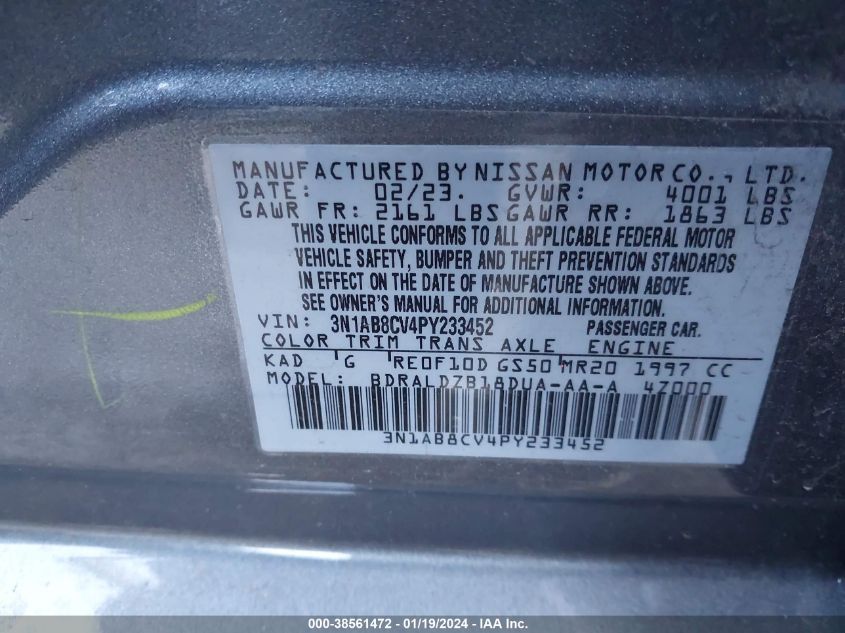 MANUFACTURED BY NISSAN MOTOR CO., LTD.
DATE: 02/23. GVWR: 4001 LBS
GAWR FR: 2161 LBS GAWR RR: 1863 LBS
THIS VEHICLE CONFORMS TO ALL APPLICABLE FEDERAL MOTOR
VEHICLE SAFETY, BUMPER AND THEFT PREVENTION STANDARDS
IN EFFECT ON THE DATE OF MANUFACTURE SHOWN ABOVE.
SEE OWNER'S MANUAL FOR ADDITIONAL INFORMATION.
VIN: 3N1AB8CV4PY233452 PASSENGER CAR.
COLOR TRIM TRANS AXLE ENGINE
KAD G RE0F10D GS50 MR20 1997 CC
MODEL: BDRALDZB18DUA-AA-A 4Z000
3N1AB8CV4PY233452
000-38561472 - 01/19/2024 - IAA Inc.